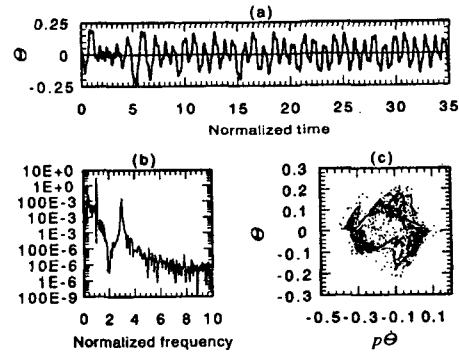 (a)
0.25
0
-0.25
Θ
0 5 10 15 20 25 30 35
Normalized time
(b)
10E+0
1E+0
10E-3
100E-3
1E-3
100E-6
10E-6
1E-6
100E-9
0 2 4 6 8 10
Normalized frequency
(c)
0.3
0.2
0.1
0
-0.1
-0.2
-0.3
Θ
-0.5 -0.3 -0.1 0.1
pΘ̇